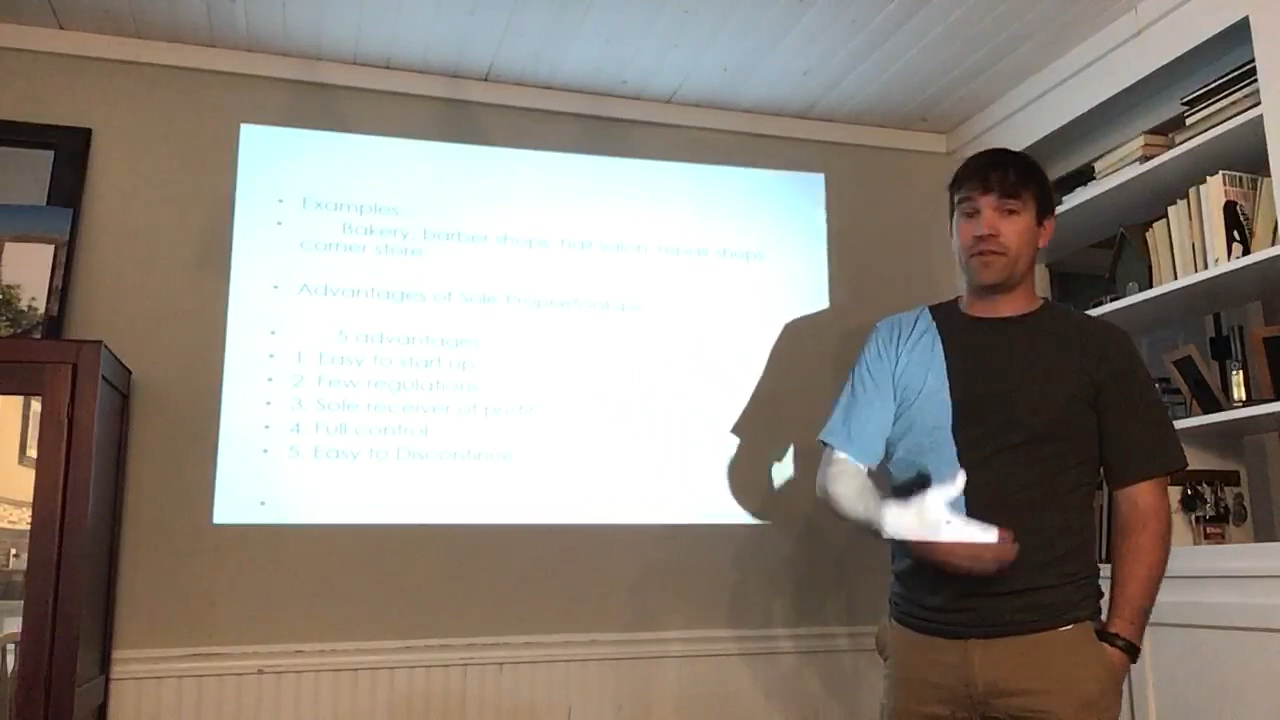 • Examples:
• Bakery, barber shops, hair salon, repair shops,
corner store
• Advantages of Sole Proprietorships
• 5 advantages
• 1. Easy to start up
• 2. Few regulations
• 3. Sole receiver of profit
• 4. Full control
• 5. Easy to Discontinue
•